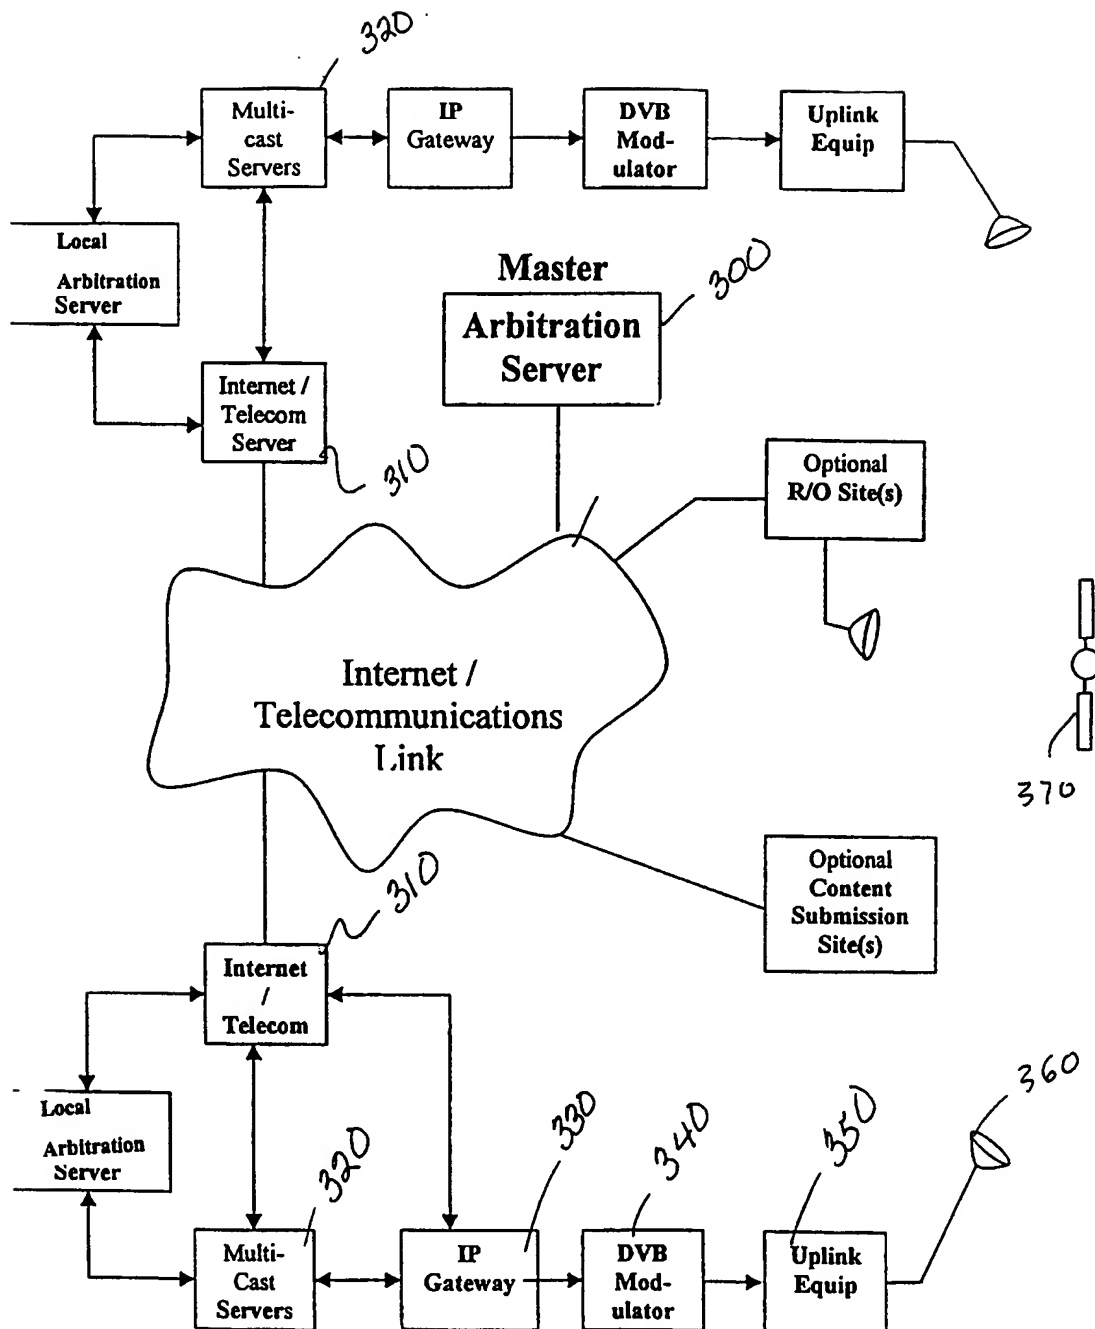 320
Multi-
cast
Servers
IP
Gateway
DVB
Mod-
ulator
Uplink
Equip
Local
Arbitration
Server
Master
Arbitration
Server
300
Internet /
Telecom
Server
310
Optional
R/O Site(s)
Internet /
Telecommunications
Link
370
310
Optional
Content
Submission
Site(s)
Internet
/
Telecom
360
Local
Arbitration
Server
320
330
340
350
Multi-
Cast
Servers
IP
Gateway
DVB
Mod-
ulator
Uplink
Equip